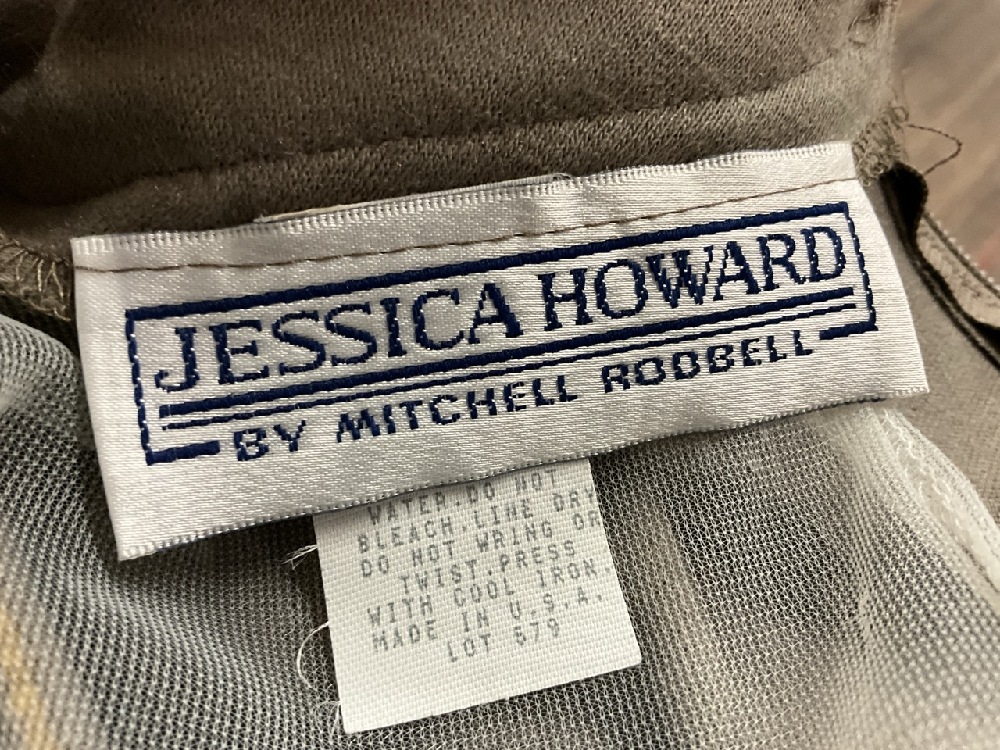 JESSICA HOWARD
BY MITCHELL RODBELL
WATER.DO NOT
BLEACH.LINE DRY
DO NOT WRING OR
TWIST.PRESS
WITH COOL IRON.
MADE IN U.S.A.
LOT 679